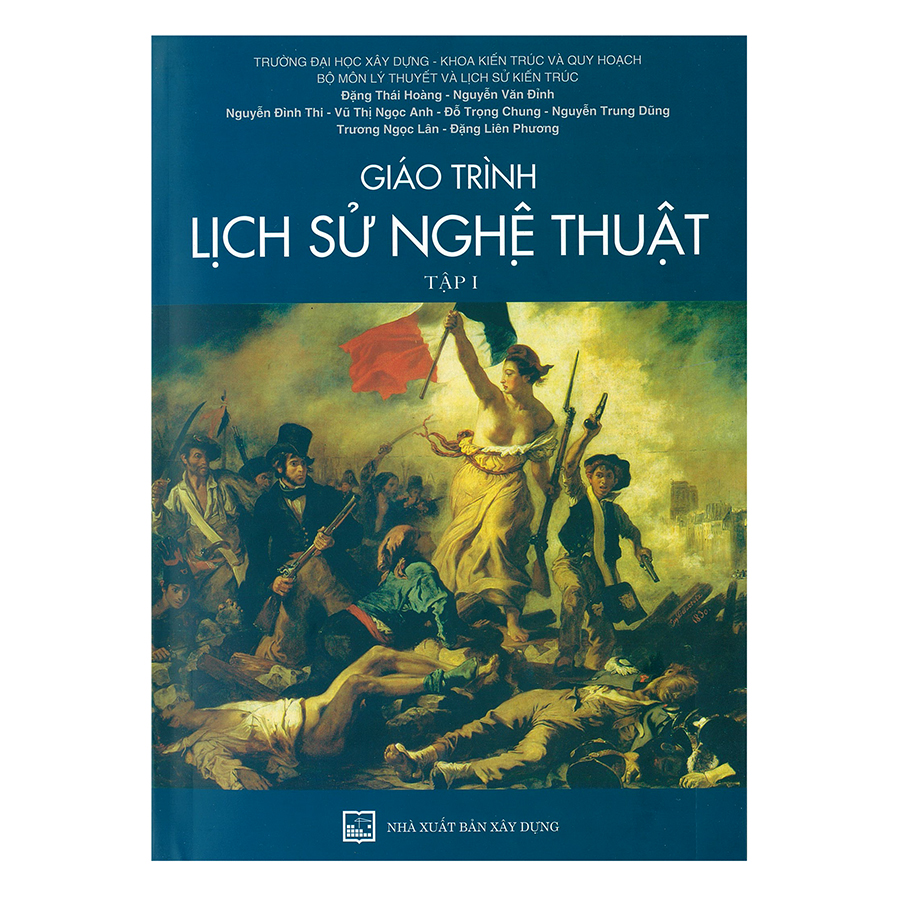 TRƯỜNG ĐẠI HỌC XÂY DỰNG - KHOA KIẾN TRÚC VÀ QUY HOẠCH
BỘ MÔN LÝ THUYẾT VÀ LỊCH SỬ KIẾN TRÚC
Đặng Thái Hoàng - Nguyễn Văn Đỉnh
Nguyễn Đình Thi - Vũ Thị Ngọc Anh - Đỗ Trọng Chung - Nguyễn Trung Dũng
Trương Ngọc Lân - Đặng Liên Phương
GIÁO TRÌNH
LỊCH SỬ NGHỆ THUẬT
TẬP I
1830
NHÀ XUẤT BẢN XÂY DỰNG